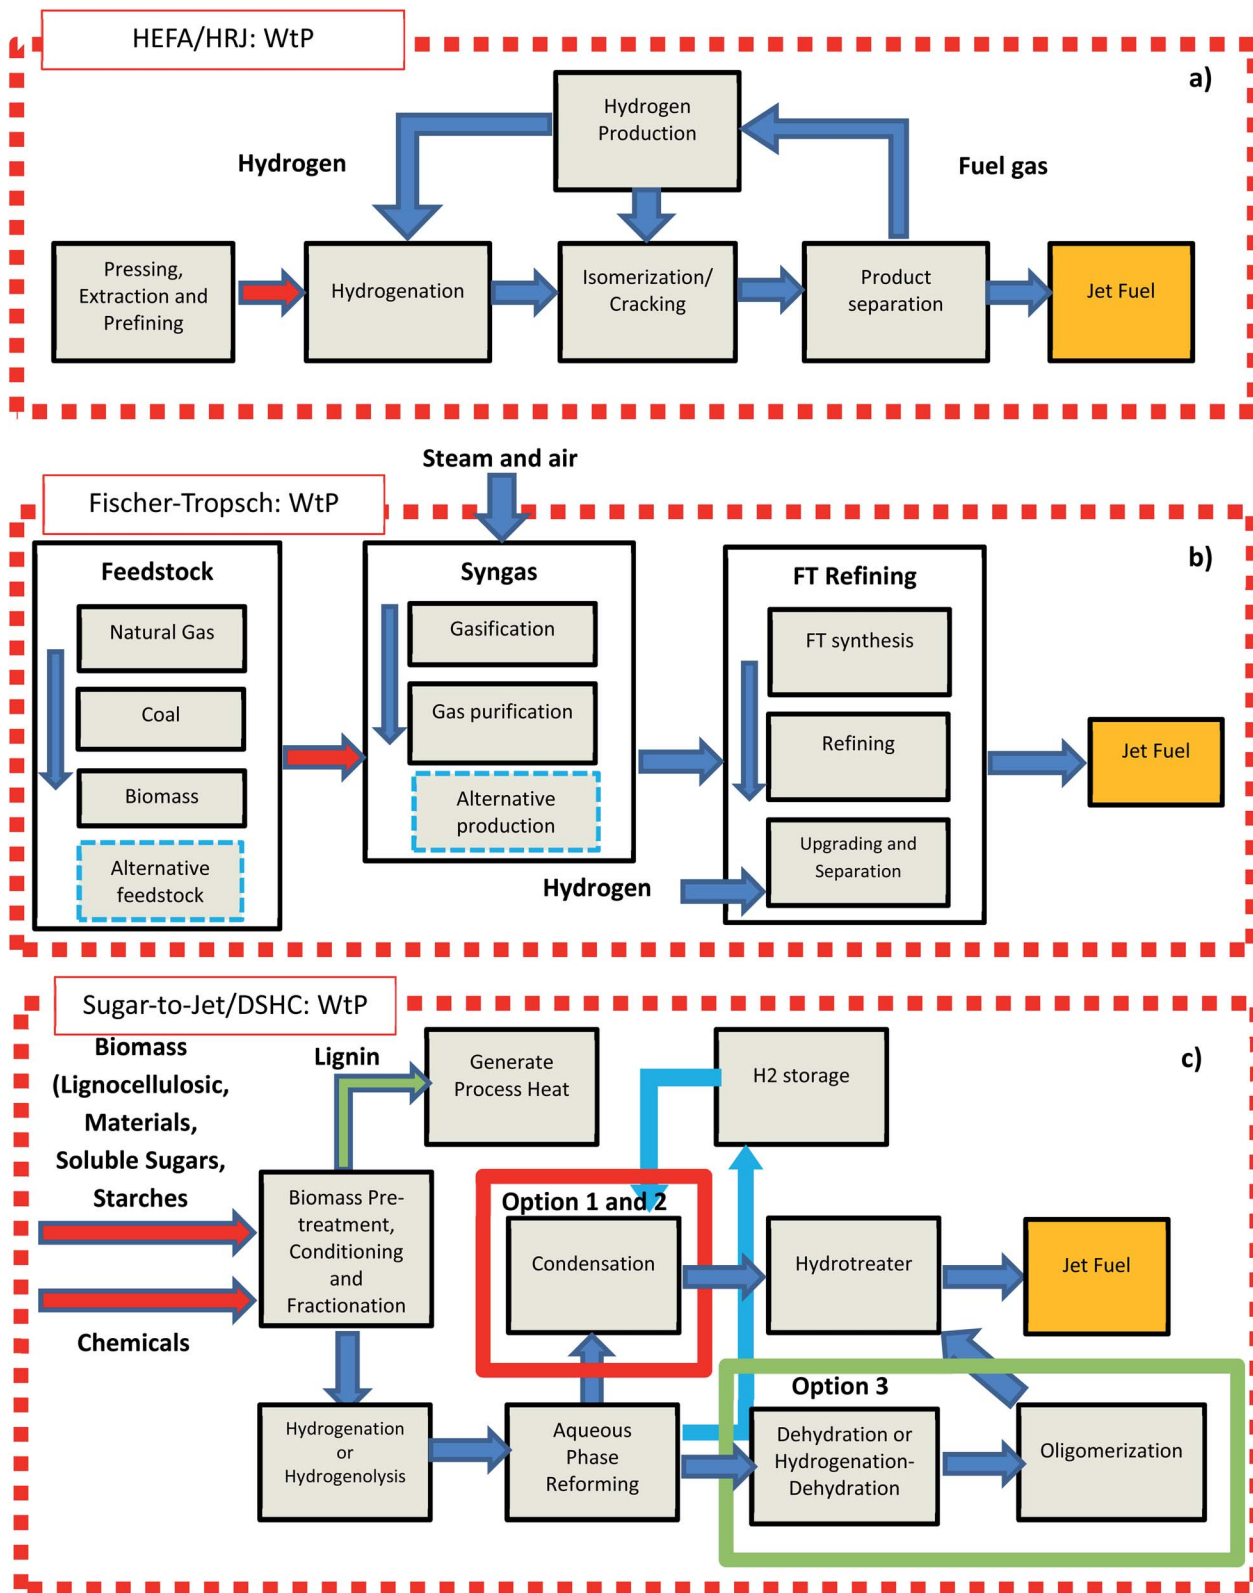 HEFA/HRJ: WtP
a)
Hydrogen
Production
Hydrogen
Fuel gas
Pressing,
Extraction and
Prefining
Hydrogenation
Isomerization/
Cracking
Product
separation
Jet Fuel
Steam and air
Fischer-Tropsch: WtP
b)
Feedstock
Natural Gas
Coal
Biomass
Alternative
feedstock
Syngas
Gasification
Gas purification
Alternative
production
Hydrogen
FT Refining
FT synthesis
Refining
Upgrading and
Separation
Jet Fuel
Sugar-to-Jet/DSHC: WtP
c)
Biomass
(Lignocellulosic,
Materials,
Soluble Sugars,
Starches
Lignin
Generate
Process Heat
H2 storage
Chemicals
Biomass Pre-
treatment,
Conditioning
and
Fractionation
Option 1 and 2
Condensation
Hydrotreater
Jet Fuel
Hydrogenation
or
Hydrogenolysis
Aqueous
Phase
Reforming
Option 3
Dehydration or
Hydrogenation-
Dehydration
Oligomerization